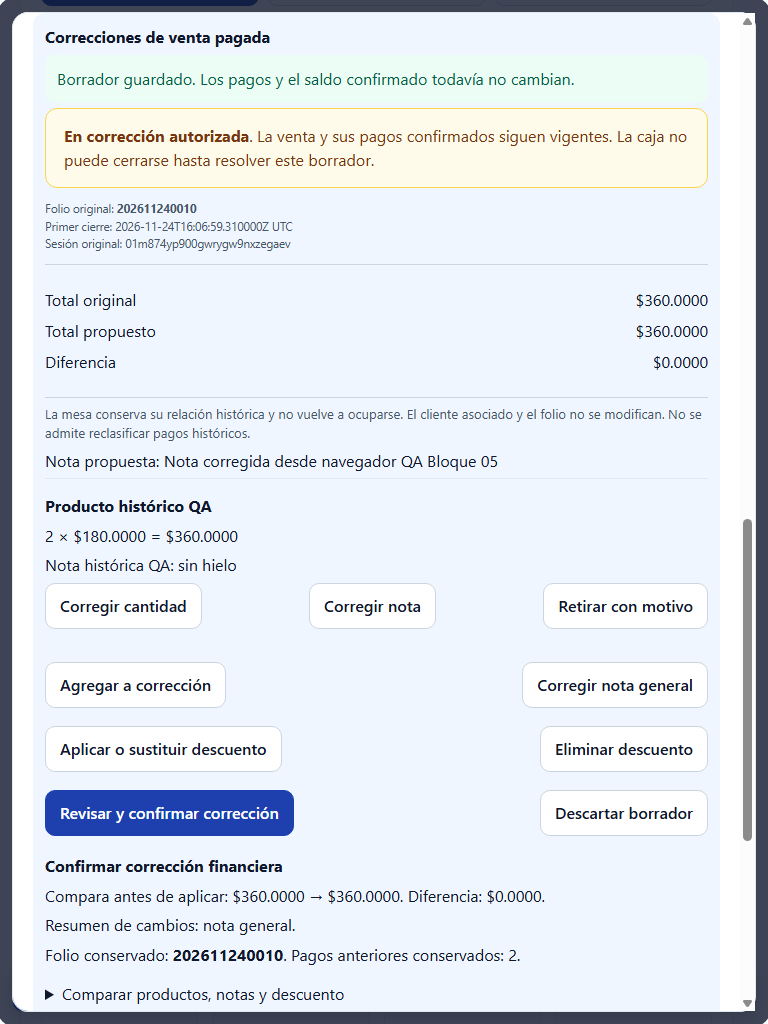 Correcciones de venta pagada
Borrador guardado. Los pagos y el saldo confirmado todavía no cambian.
En corrección autorizada. La venta y sus pagos confirmados siguen vigentes. La caja no
puede cerrarse hasta resolver este borrador.
Folio original: 202611240010
Primer cierre: 2026-11-24T16:06:59.310000Z UTC
Sesión original: 01m874yp900gwrygw9nxzegaev
Total original $360.0000
Total propuesto $360.0000
Diferencia $0.0000
La mesa conserva su relación histórica y no vuelve a ocuparse. El cliente asociado y el folio no se modifican. No se
admite reclasificar pagos históricos.
Nota propuesta: Nota corregida desde navegador QA Bloque 05
Producto histórico QA
2 × $180.0000 = $360.0000
Nota histórica QA: sin hielo
Corregir cantidad Corregir nota Retirar con motivo
Agregar a corrección Corregir nota general
Aplicar o sustituir descuento Eliminar descuento
Revisar y confirmar corrección Descartar borrador
Confirmar corrección financiera
Compara antes de aplicar: $360.0000 → $360.0000. Diferencia: $0.0000.
Resumen de cambios: nota general.
Folio conservado: 202611240010. Pagos anteriores conservados: 2.
Comparar productos, notas y descuento